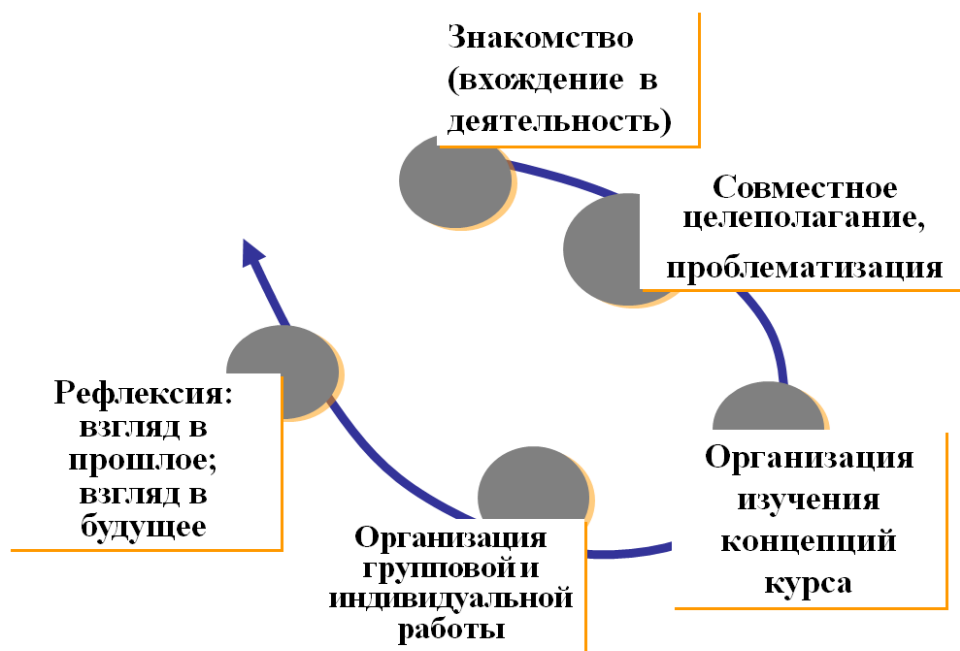 Знакомство
(вхождение в
деятельность)
Совместное
целеполагание,
проблематизация
Организация
изучения
концепций
курса
Организация
групповой и
индивидуальной
работы
Рефлексия:
взгляд в
прошлое;
взгляд в
будущее